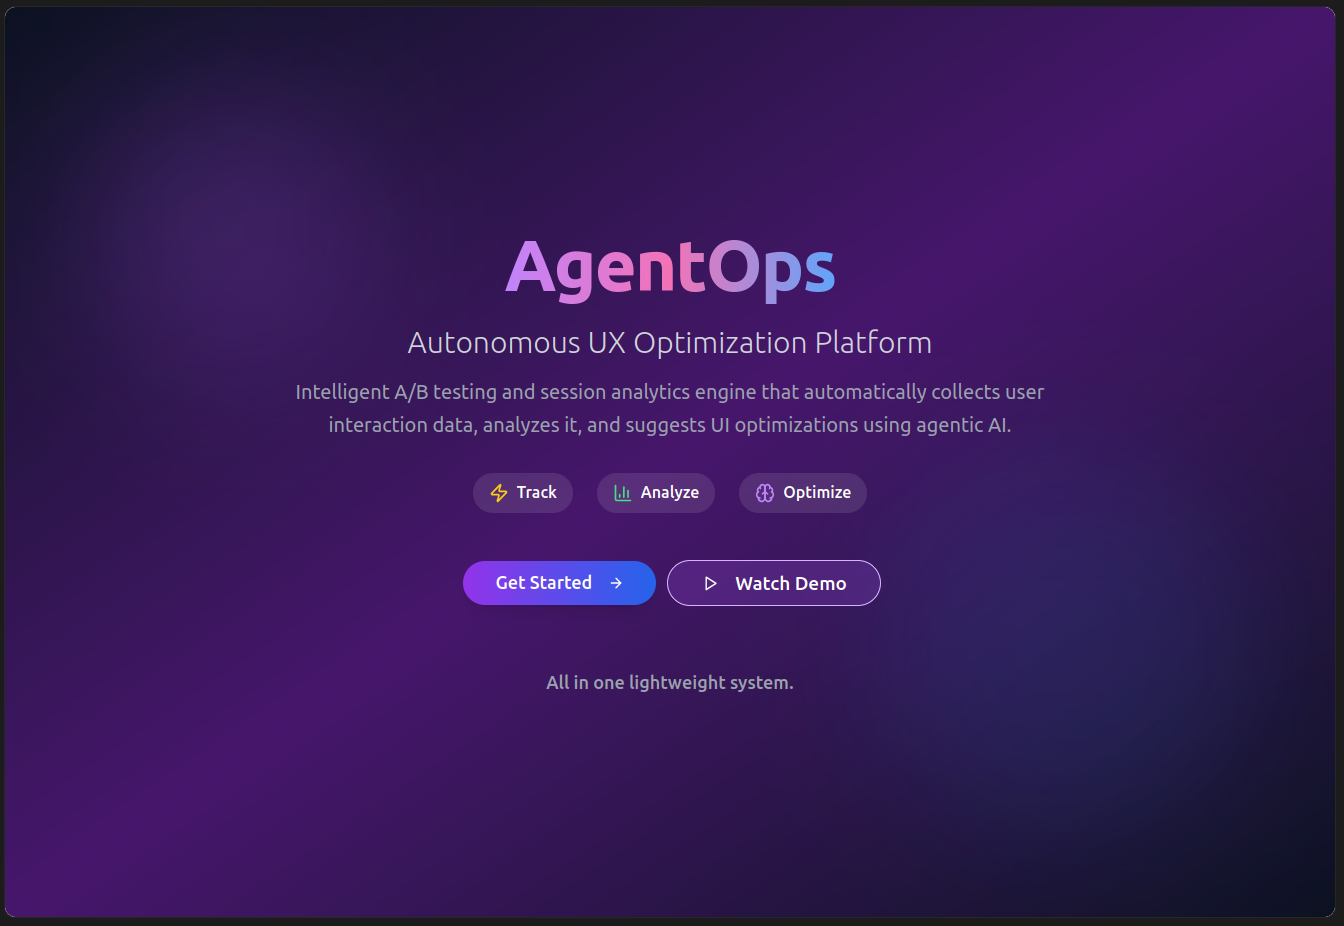 AgentOps
Autonomous UX Optimization Platform
Intelligent A/B testing and session analytics engine that automatically collects user
interaction data, analyzes it, and suggests UI optimizations using agentic AI.
Track
Analyze
Optimize
Get Started
Watch Demo
All in one lightweight system.